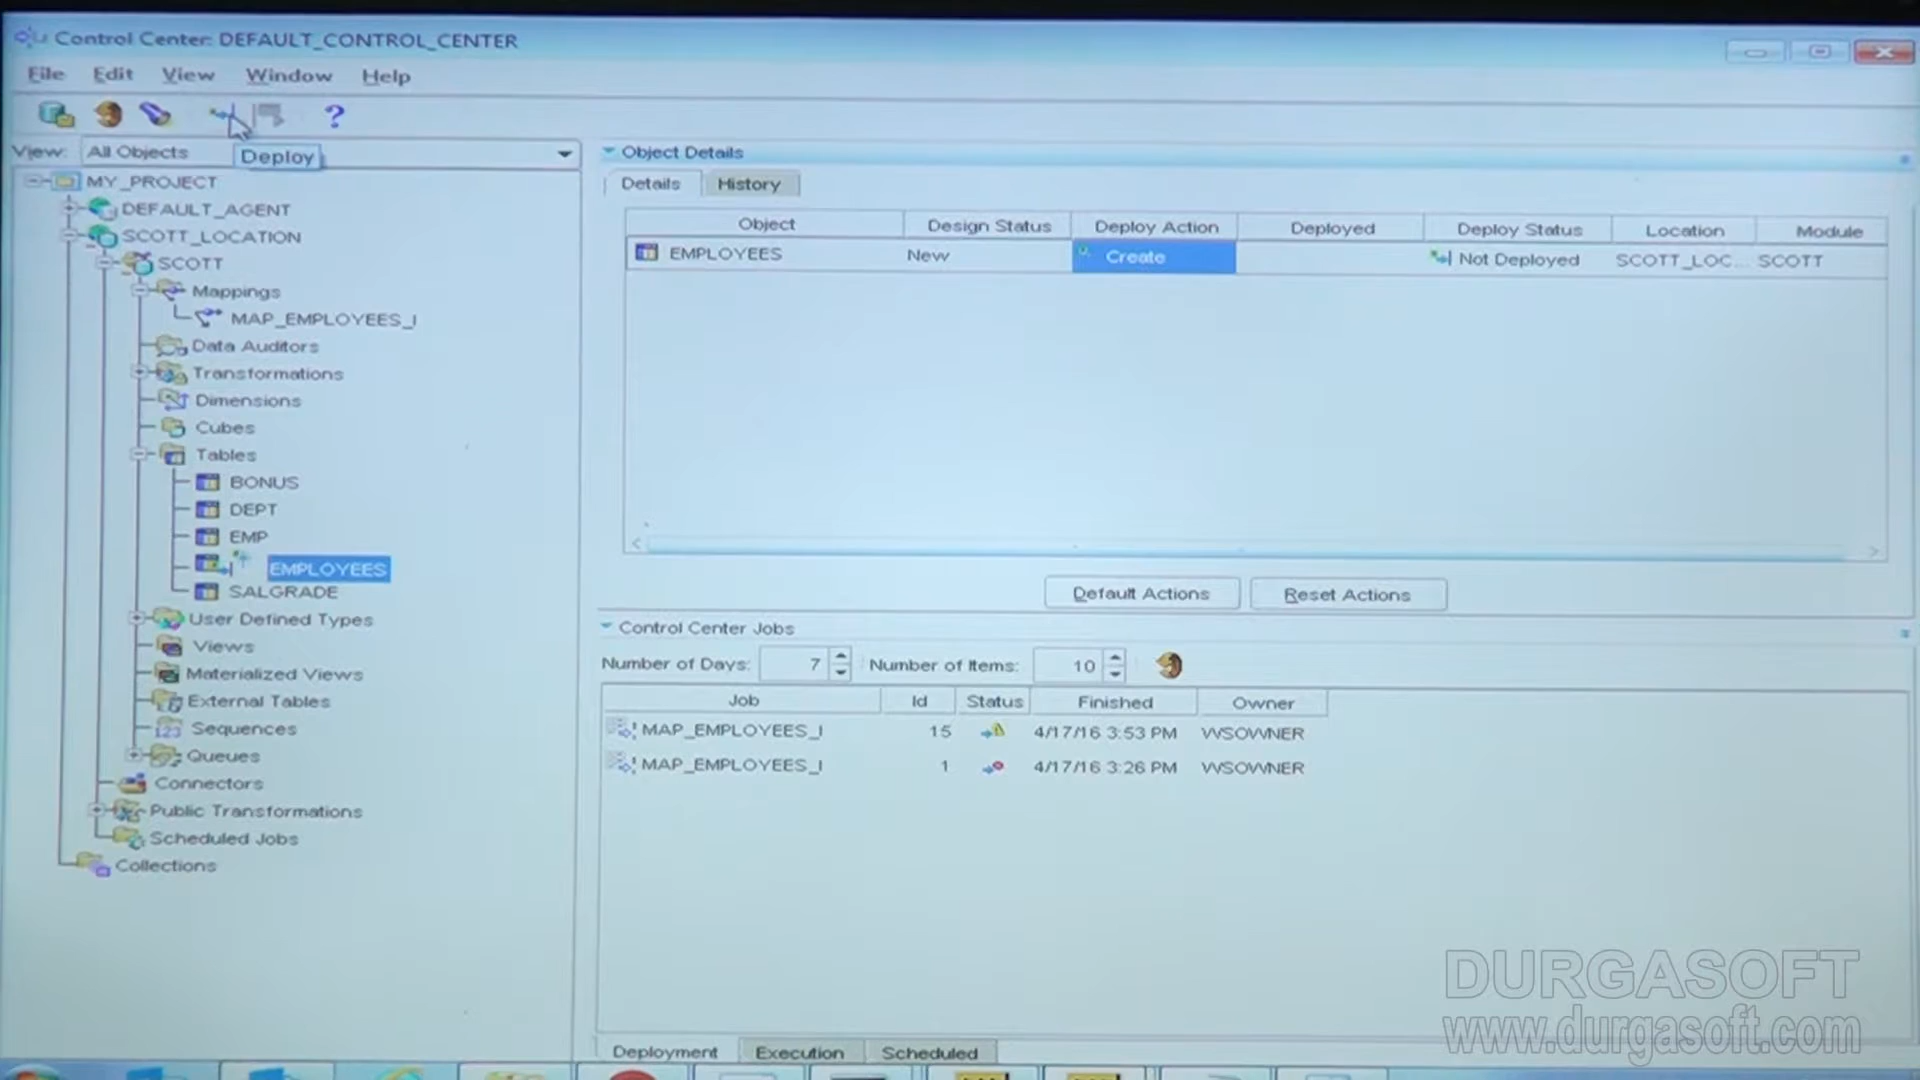 Control Center: DEFAULT_CONTROL_CENTER
File Edit View Window Help
?
View: All Objects
Deploy
MY_PROJECT
DEFAULT_AGENT
SCOTT_LOCATION
SCOTT
Mappings
MAP_EMPLOYEES_I
Data Auditors
Transformations
Dimensions
Cubes
Tables
BONUS
DEPT
EMP
EMPLOYEES
SALGRADE
User Defined Types
Views
Materialized Views
External Tables
Sequences
Queues
Connectors
Public Transformations
Scheduled Jobs
Collections
Object Details
Details History
Object Design Status Deploy Action Deployed Deploy Status Location Module
EMPLOYEES New Create Not Deployed SCOTT_LOC... SCOTT
Default Actions Reset Actions
Control Center Jobs
Number of Days: 7 Number of Items: 10
Job Id Status Finished Owner
MAP_EMPLOYEES_I 15 4/17/16 3:53 PM WSOWNER
MAP_EMPLOYEES_I 1 4/17/16 3:26 PM WSOWNER
Deployment Execution Scheduled
DURGASOFT
www.durgasoft.com